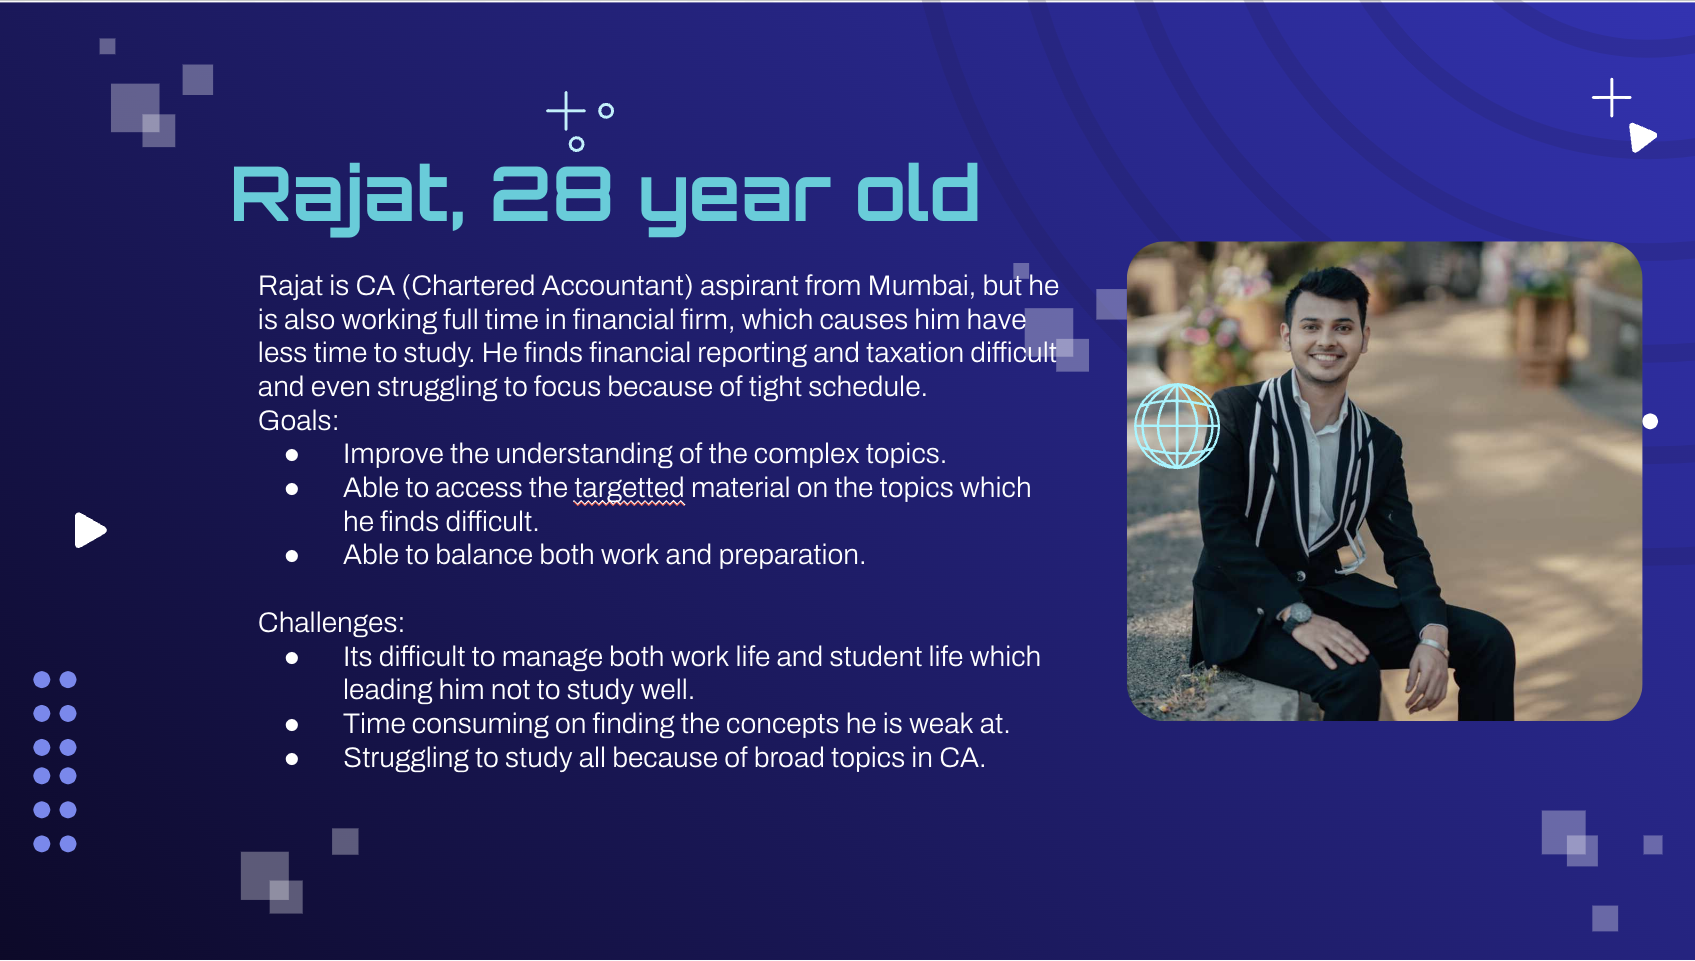 Rajat, 28 year old
Rajat is CA (Chartered Accountant) aspirant from Mumbai, but he
is also working full time in financial firm, which causes him have
less time to study. He finds financial reporting and taxation difficult
and even struggling to focus because of tight schedule.
Goals:
● Improve the understanding of the complex topics.
● Able to access the targetted material on the topics which
he finds difficult.
● Able to balance both work and preparation.
Challenges:
● Its difficult to manage both work life and student life which
leading him not to study well.
● Time consuming on finding the concepts he is weak at.
● Struggling to study all because of broad topics in CA.